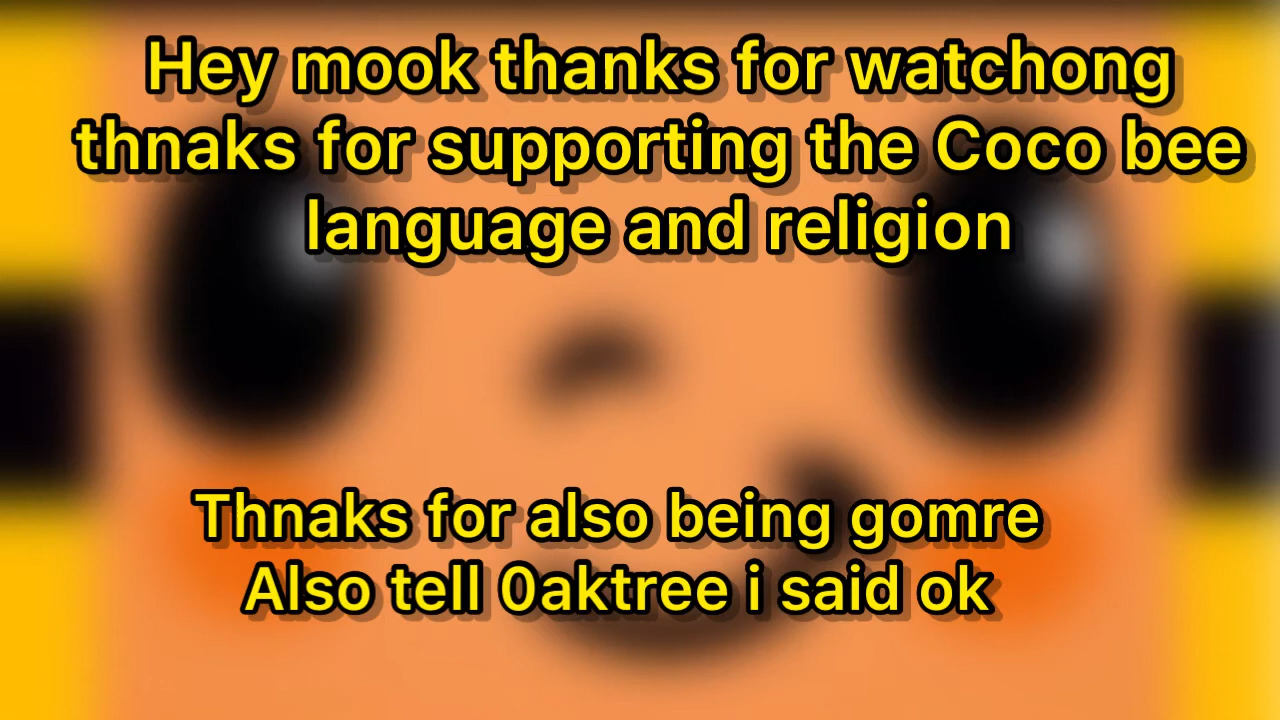 Hey mook thanks for watchong
thnaks for supporting the Coco bee
language and religion
Thnaks for also being gomre
Also tell 0aktree i said ok